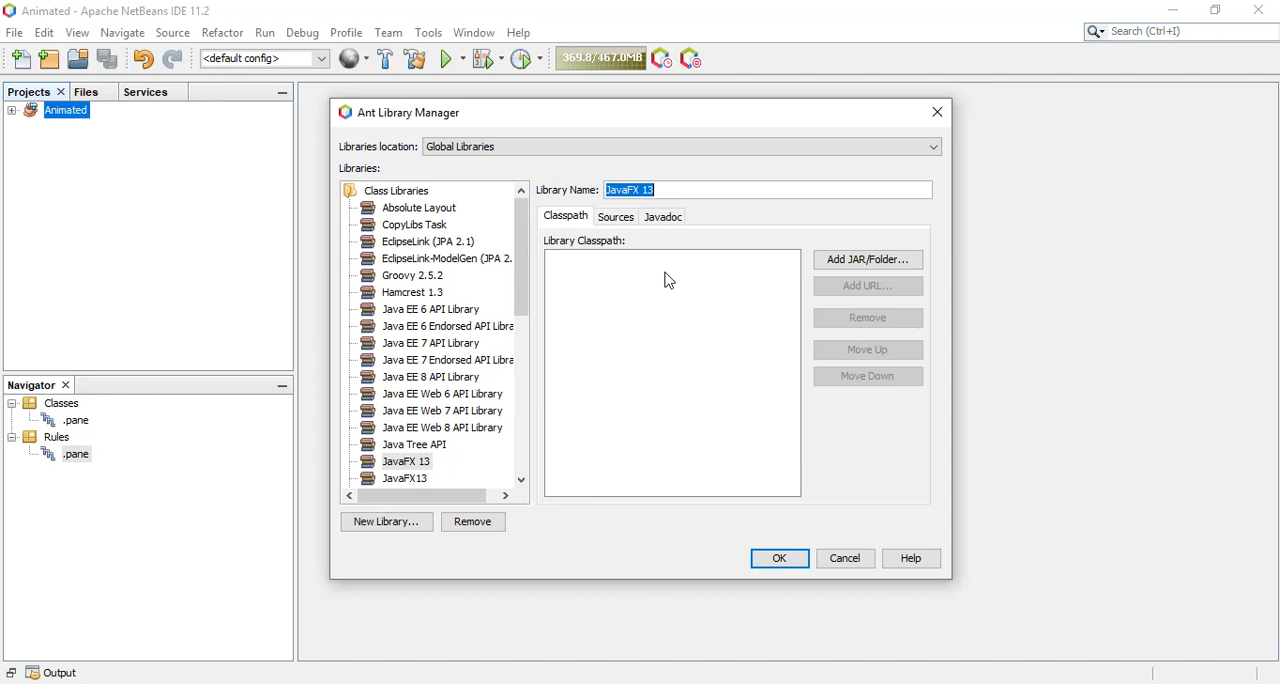 Animated - Apache NetBeans IDE 11.2
File Edit View Navigate Source Refactor Run Debug Profile Team Tools Window Help
Search (Ctrl+I)
<default config>
369.8/467.0MB
Projects Files Services
Animated
Ant Library Manager
Libraries location: Global Libraries
Libraries:
Class Libraries
Absolute Layout
CopyLibs Task
EclipseLink (JPA 2.1)
EclipseLink-ModelGen (JPA 2.
Groovy 2.5.2
Hamcrest 1.3
Java EE 6 API Library
Java EE 6 Endorsed API Libra
Java EE 7 API Library
Java EE 7 Endorsed API Libra
Java EE 8 API Library
Java EE Web 6 API Library
Java EE Web 7 API Library
Java EE Web 8 API Library
Java Tree API
JavaFX 13
JavaFX13
New Library... Remove
Library Name: JavaFX 13
Classpath Sources Javadoc
Library Classpath:
Add JAR/Folder...
Add URL...
Remove
Move Up
Move Down
OK Cancel Help
Navigator
Classes
.pane
Rules
.pane
Output